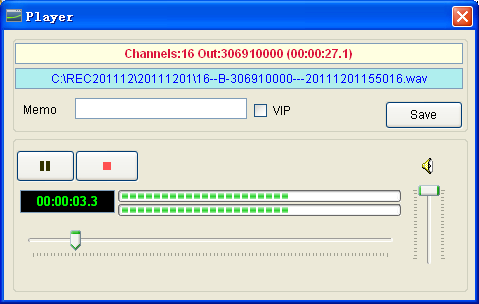 Player
Channels:16 Out:306910000 (00:00:27.1)
C:\REC201112\20111201\16--B-306910000---20111201155016.wav
Memo VIP Save
00:00:03.3